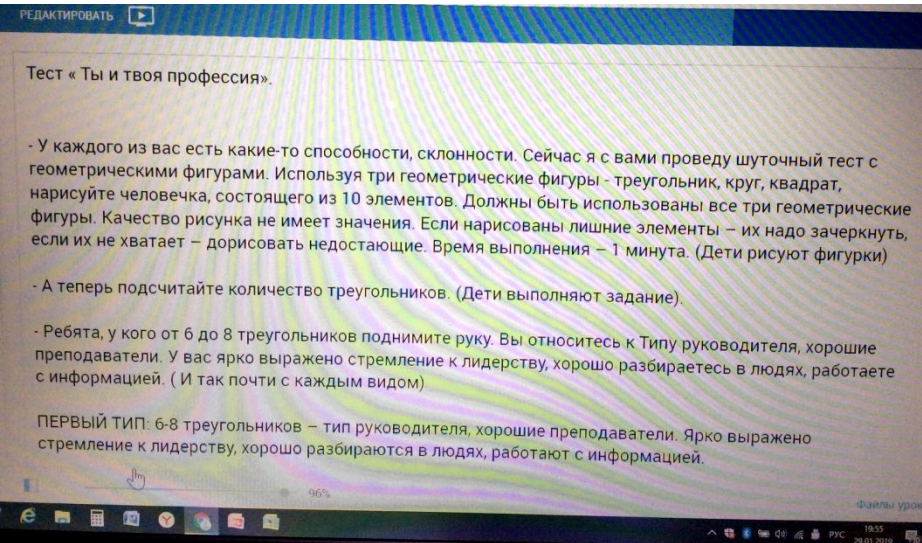 РЕДАКТИРОВАТЬ
Тест « Ты и твоя профессия».
- У каждого из вас есть какие-то способности, склонности. Сейчас я с вами проведу шуточный тест с
геометрическими фигурами. Используя три геометрические фигуры - треугольник, круг, квадрат,
нарисуйте человечка, состоящего из 10 элементов. Должны быть использованы все три геометрические
фигуры. Качество рисунка не имеет значения. Если нарисованы лишние элементы – их надо зачеркнуть,
если их не хватает – дорисовать недостающие. Время выполнения – 1 минута. (Дети рисуют фигурки)
- А теперь подсчитайте количество треугольников. (Дети выполняют задание).
- Ребята, у кого от 6 до 8 треугольников поднимите руку. Вы относитесь к Типу руководителя, хорошие
преподаватели. У вас ярко выражено стремление к лидерству, хорошо разбираетесь в людях, работаете
с информацией. ( И так почти с каждым видом)
ПЕРВЫЙ ТИП: 6-8 треугольников – тип руководителя, хорошие преподаватели. Ярко выражено
стремление к лидерству, хорошо разбираются в людях, работают с информацией.
96%
Файлы урок
РУС
19:55
29.01.2019